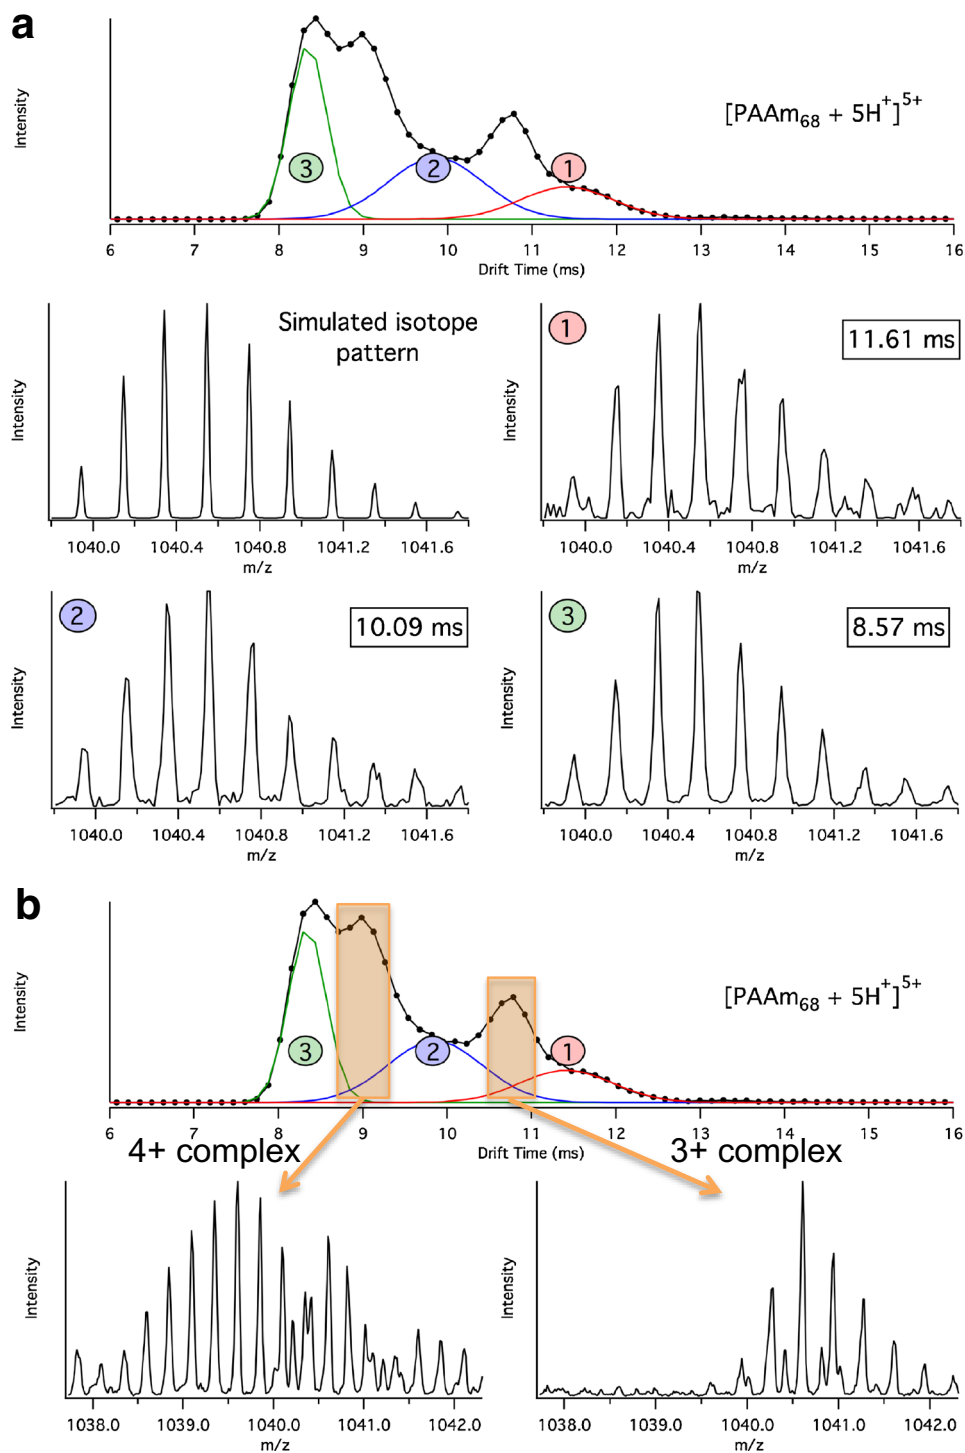 a
Intensity
[PAAm68 + 5H+]5+
3
2
1
6 7 8 9 10 11 12 13 14 15 16
Drift Time (ms)
Simulated isotope
pattern
Intensity
1040.0 1040.4 1040.8 1041.2 1041.6
m/z
1
11.61 ms
Intensity
1040.0 1040.4 1040.8 1041.2 1041.6
m/z
2
10.09 ms
Intensity
1040.0 1040.4 1040.8 1041.2 1041.6
m/z
3
8.57 ms
Intensity
1040.0 1040.4 1040.8 1041.2 1041.6
m/z
b
Intensity
[PAAm68 + 5H+]5+
3
2
1
6 7 8 9 10 11 12 13 14 15 16
Drift Time (ms)
4+ complex
3+ complex
Intensity
1038.0 1039.0 1040.0 1041.0 1042.0
m/z
Intensity
1038.0 1039.0 1040.0 1041.0 1042.0
m/z